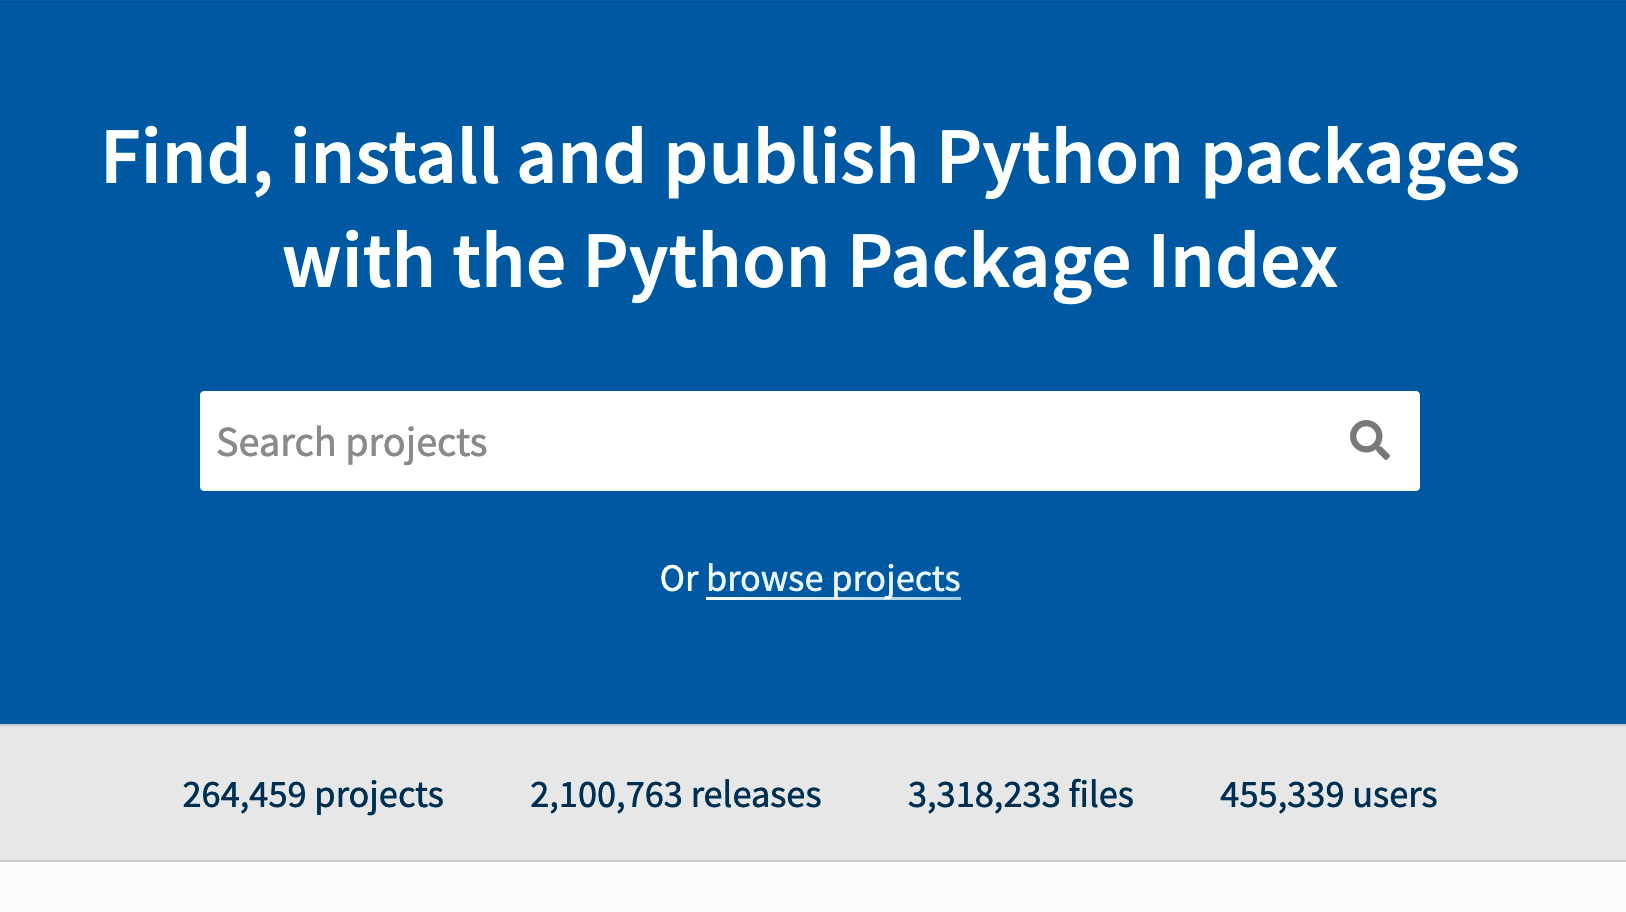 Find, install and publish Python packages
with the Python Package Index
Search projects
Or browse projects
264,459 projects 2,100,763 releases 3,318,233 files 455,339 users